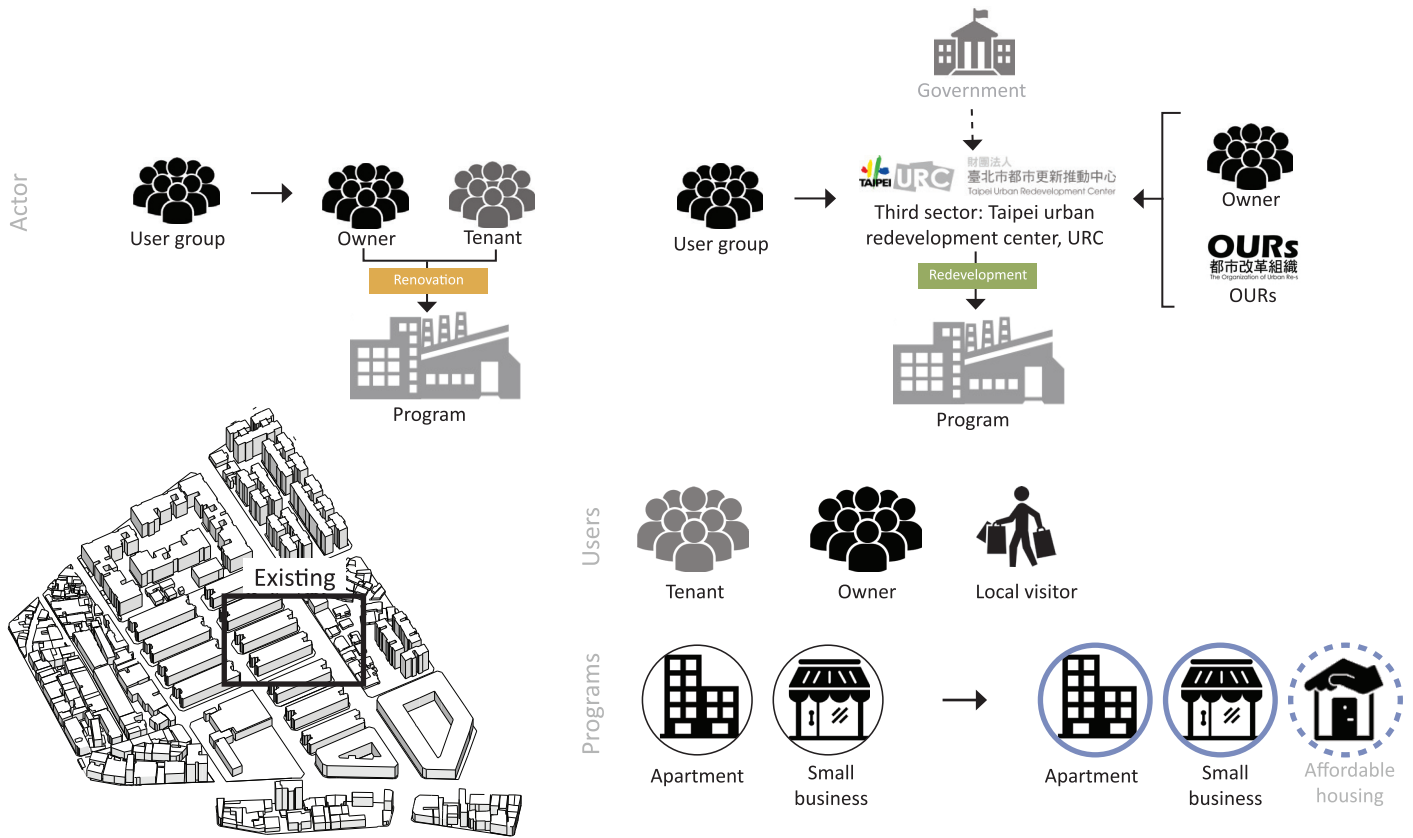 Actor
User group
Owner
Tenant
Renovation
Program
Government
TAIPEI URC
財團法人
臺北市都市更新推動中心
Taipei Urban Redevelopment Center
Third sector: Taipei urban
redevelopment center, URC
User group
Owner
OURs
都市改革組織
The Organization of Urban Re-s
OURs
Redevelopment
Program
Existing
Users
Tenant
Owner
Local visitor
Programs
Apartment
Small
business
Apartment
Small
business
Affordable
housing